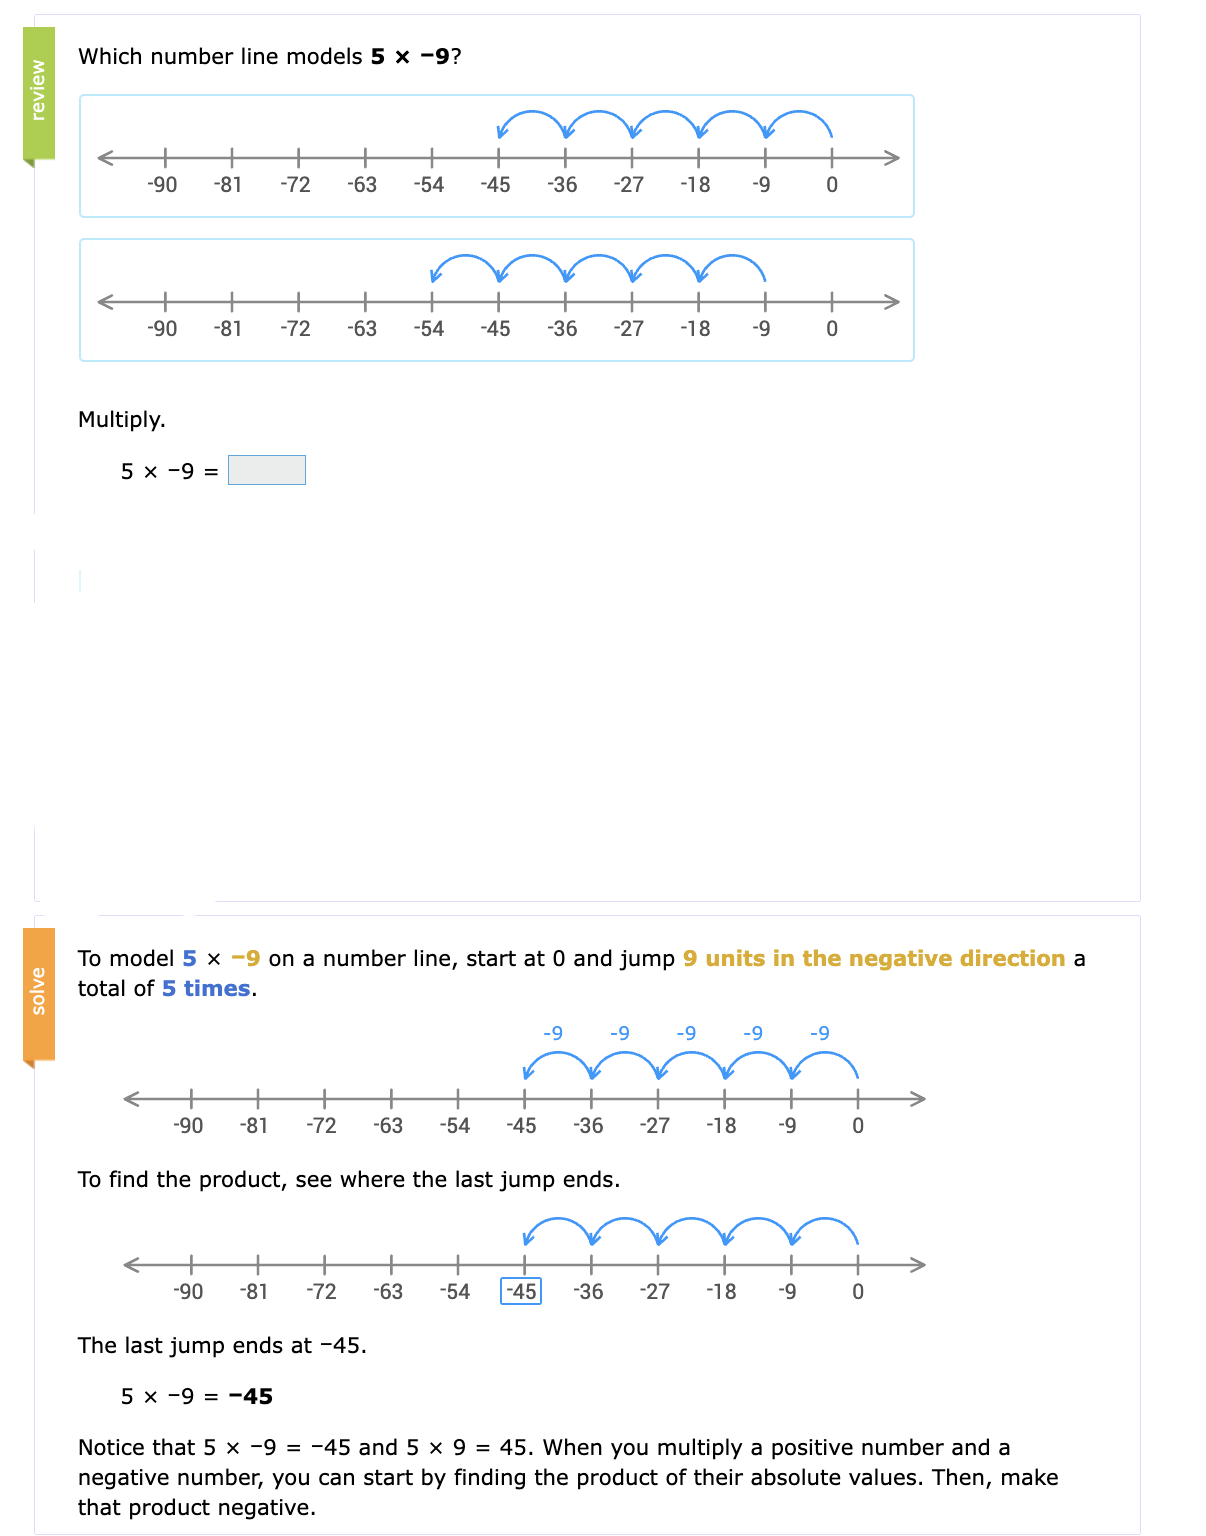 review
Which number line models 5 × −9?
-90 -81 -72 -63 -54 -45 -36 -27 -18 -9 0
-90 -81 -72 -63 -54 -45 -36 -27 -18 -9 0
Multiply.
5 × −9 =
solve
To model 5 × −9 on a number line, start at 0 and jump 9 units in the negative direction a
total of 5 times.
-9 -9 -9 -9 -9
-90 -81 -72 -63 -54 -45 -36 -27 -18 -9 0
To find the product, see where the last jump ends.
-90 -81 -72 -63 -54 -45 -36 -27 -18 -9 0
The last jump ends at −45.
5 × −9 = −45
Notice that 5 × −9 = −45 and 5 × 9 = 45. When you multiply a positive number and a
negative number, you can start by finding the product of their absolute values. Then, make
that product negative.